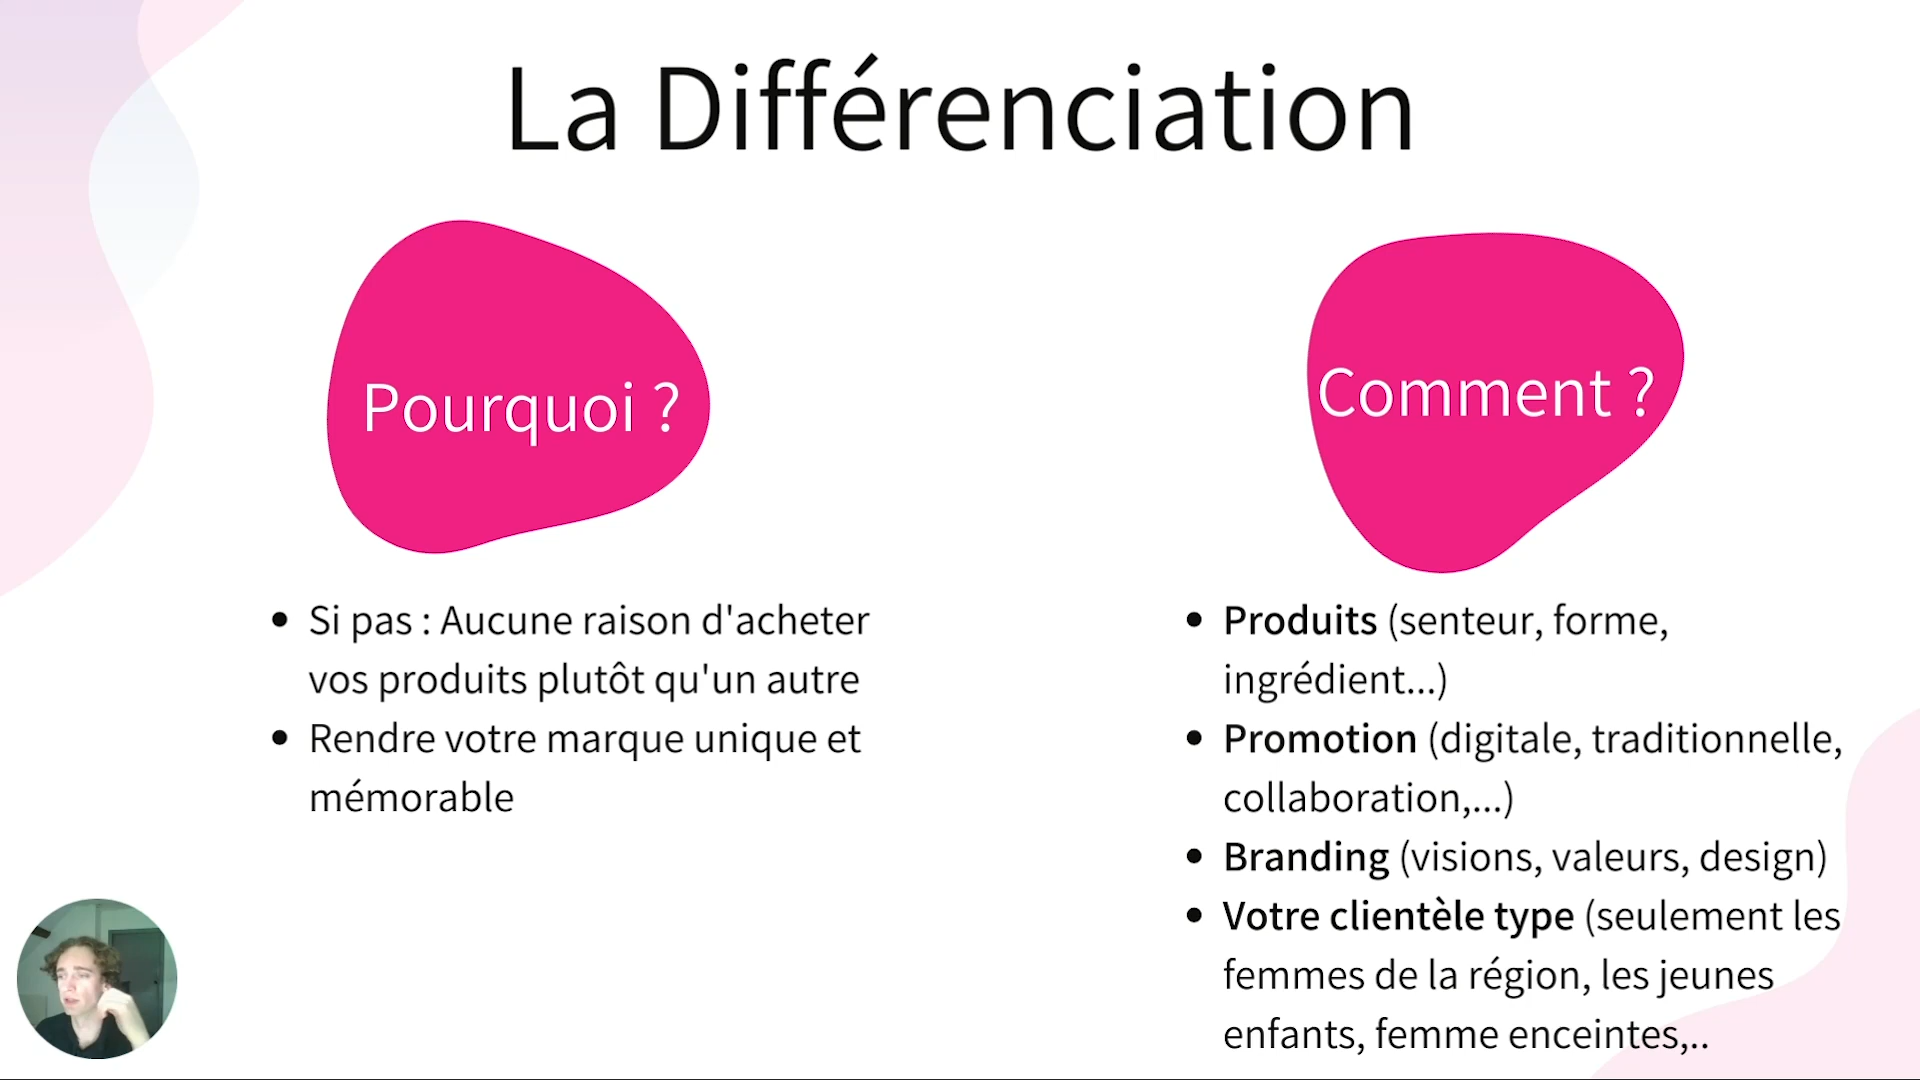 La Différenciation
Pourquoi ?
Si pas : Aucune raison d'acheter
vos produits plutôt qu'un autre
Rendre votre marque unique et
mémorable
Comment ?
Produits (senteur, forme,
ingrédient...)
Promotion (digitale, traditionnelle,
collaboration,...)
Branding (visions, valeurs, design)
Votre clientèle type (seulement les
femmes de la région, les jeunes
enfants, femme enceintes,..